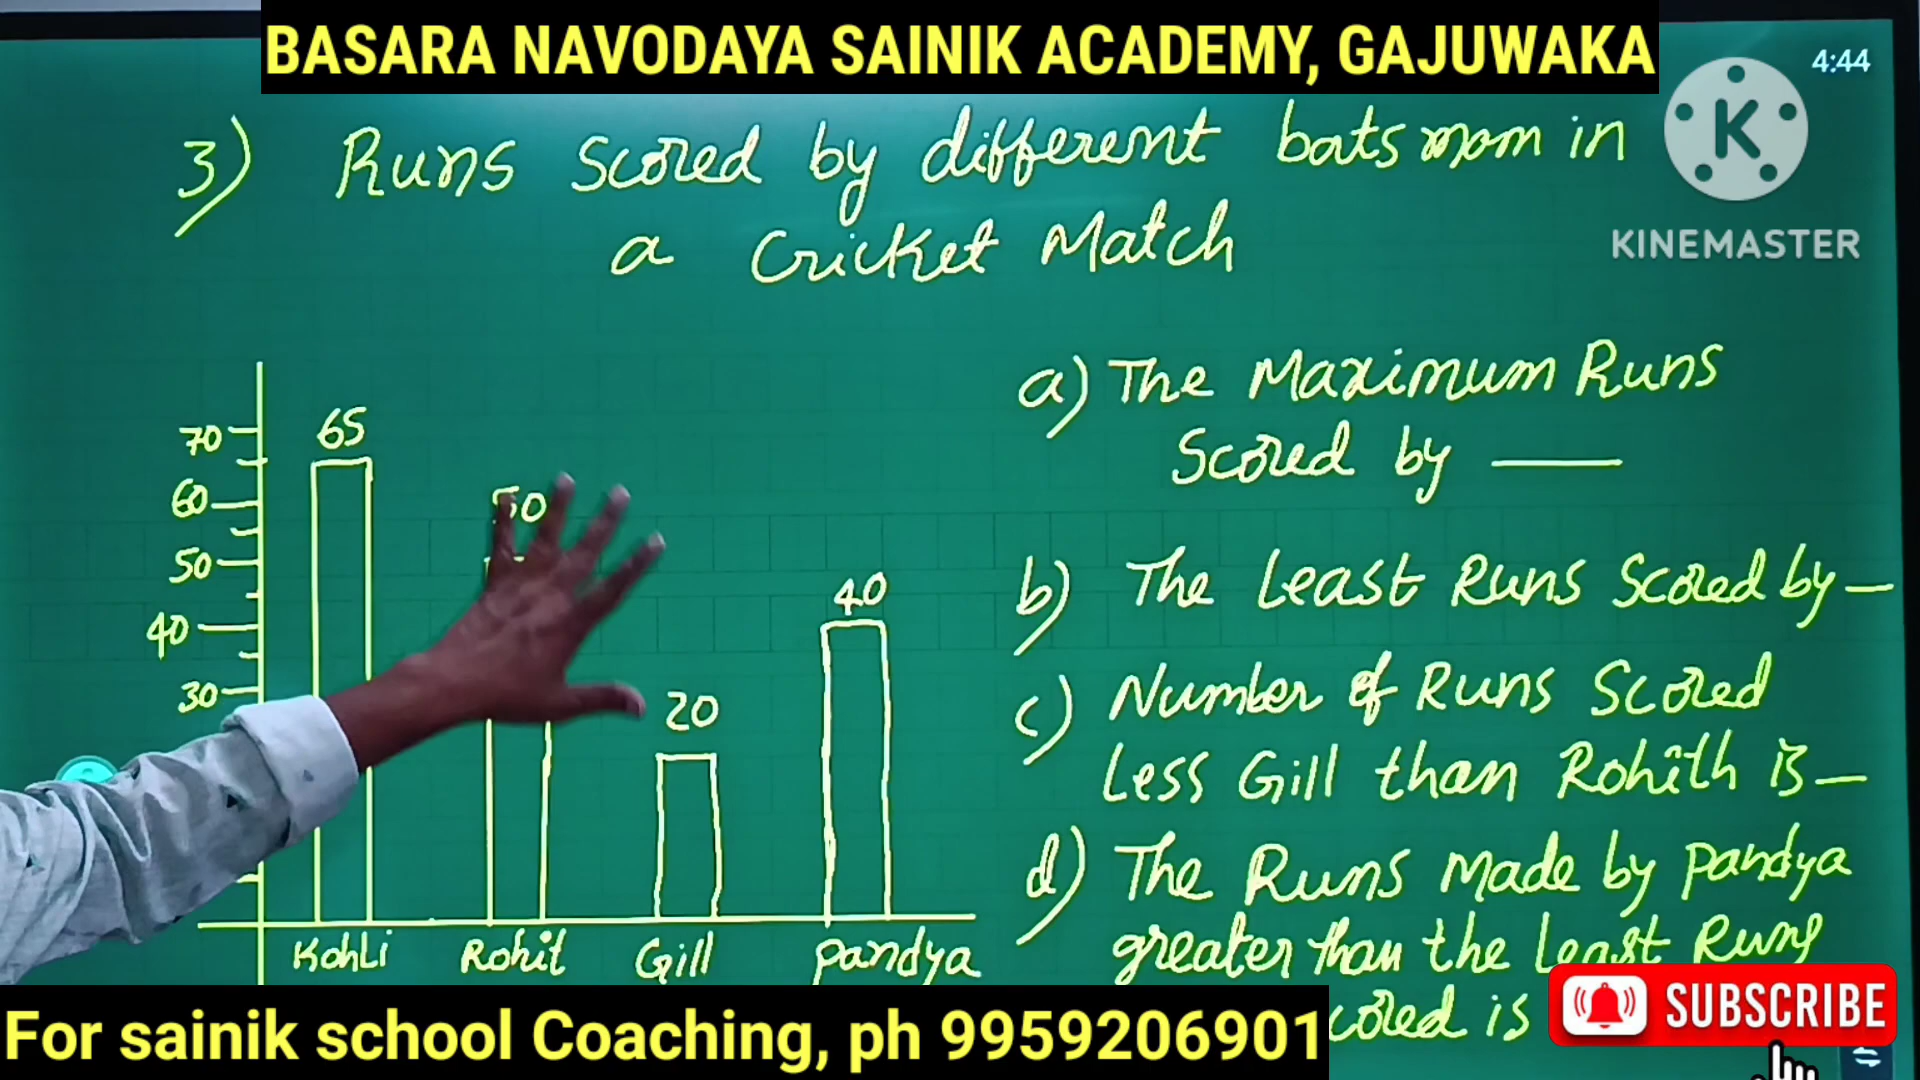 BASARA NAVODAYA SAINIK ACADEMY, GAJUWAKA
4:44
K
KINEMASTER
3) Runs Scored by different batsman in
a Cricket Match
70
60
50
40
30
65
50
20
40
Kohli Rohit Gill Pandya
a) The Maximum Runs
Scored by —
b) The Least Runs Scored by —
c) Number of Runs Scored
Less Gill than Rohith is —
d) The Runs Made by Pandya
greater than the Least Runs
is
For sainik school Coaching, ph 9959206901
SUBSCRIBE